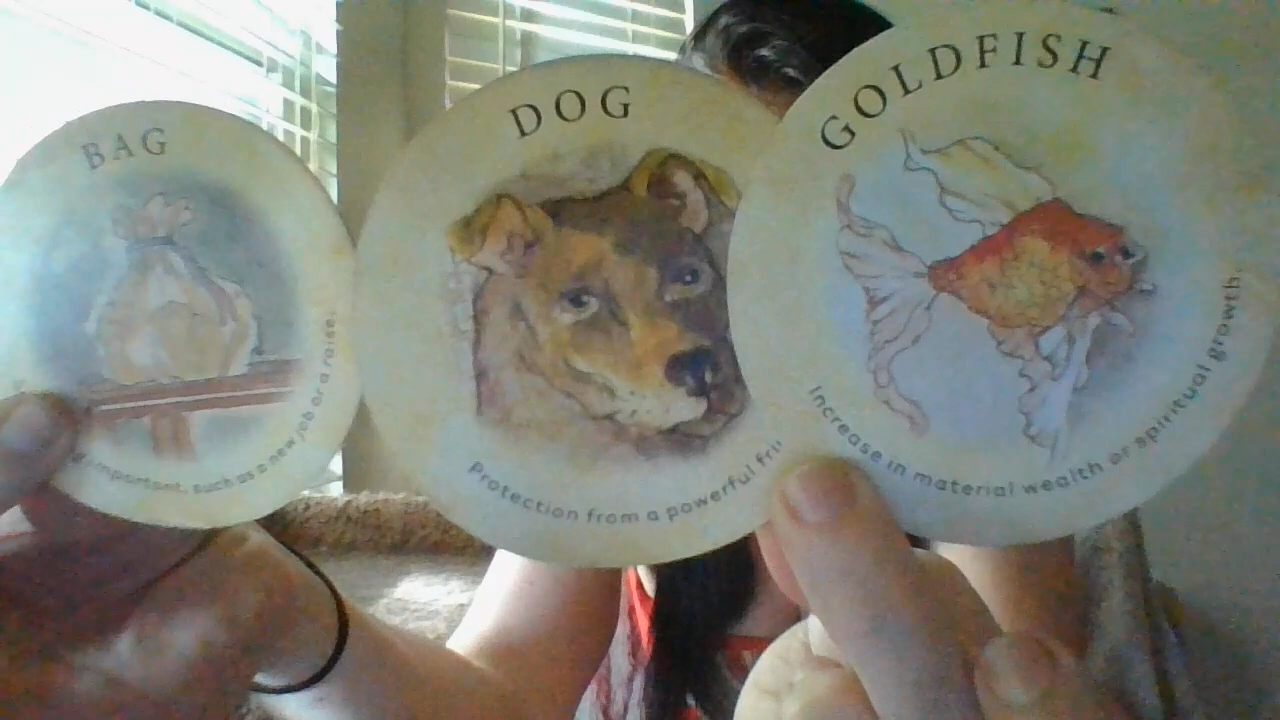 BAG
important, such as a new job or a raise.
DOG
Protection from a powerful
GOLDFISH
Increase in material wealth or spiritual growth.